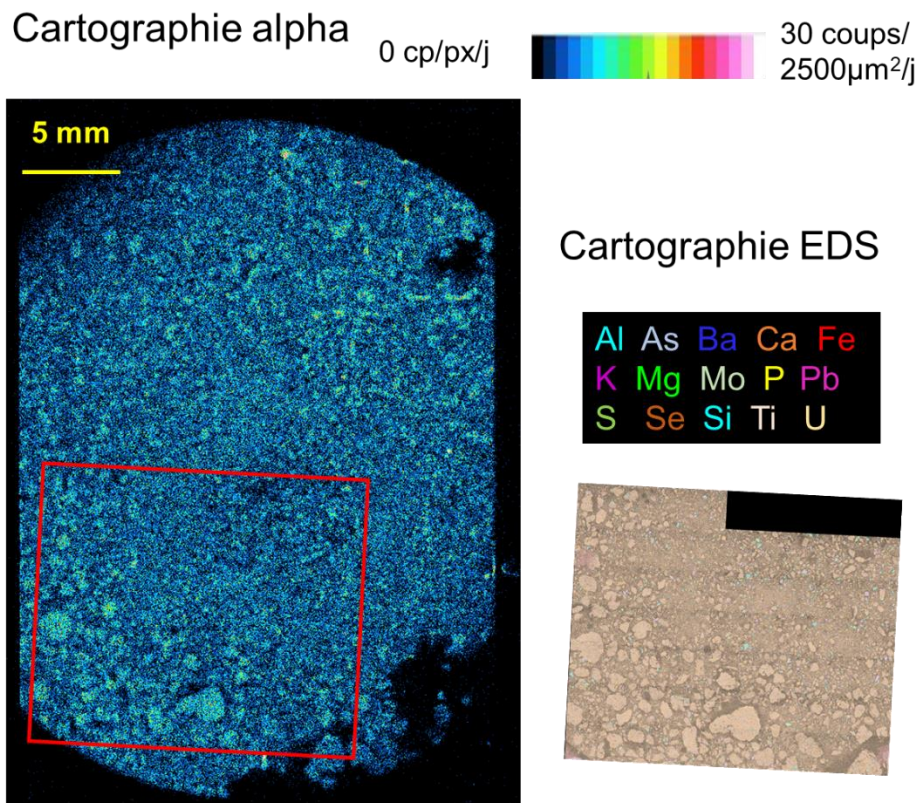 Cartographie alpha
0 cp/px/j
30 coups/
2500µm²/j
5 mm
Cartographie EDS
Al As Ba Ca Fe
K Mg Mo P Pb
S Se Si Ti U